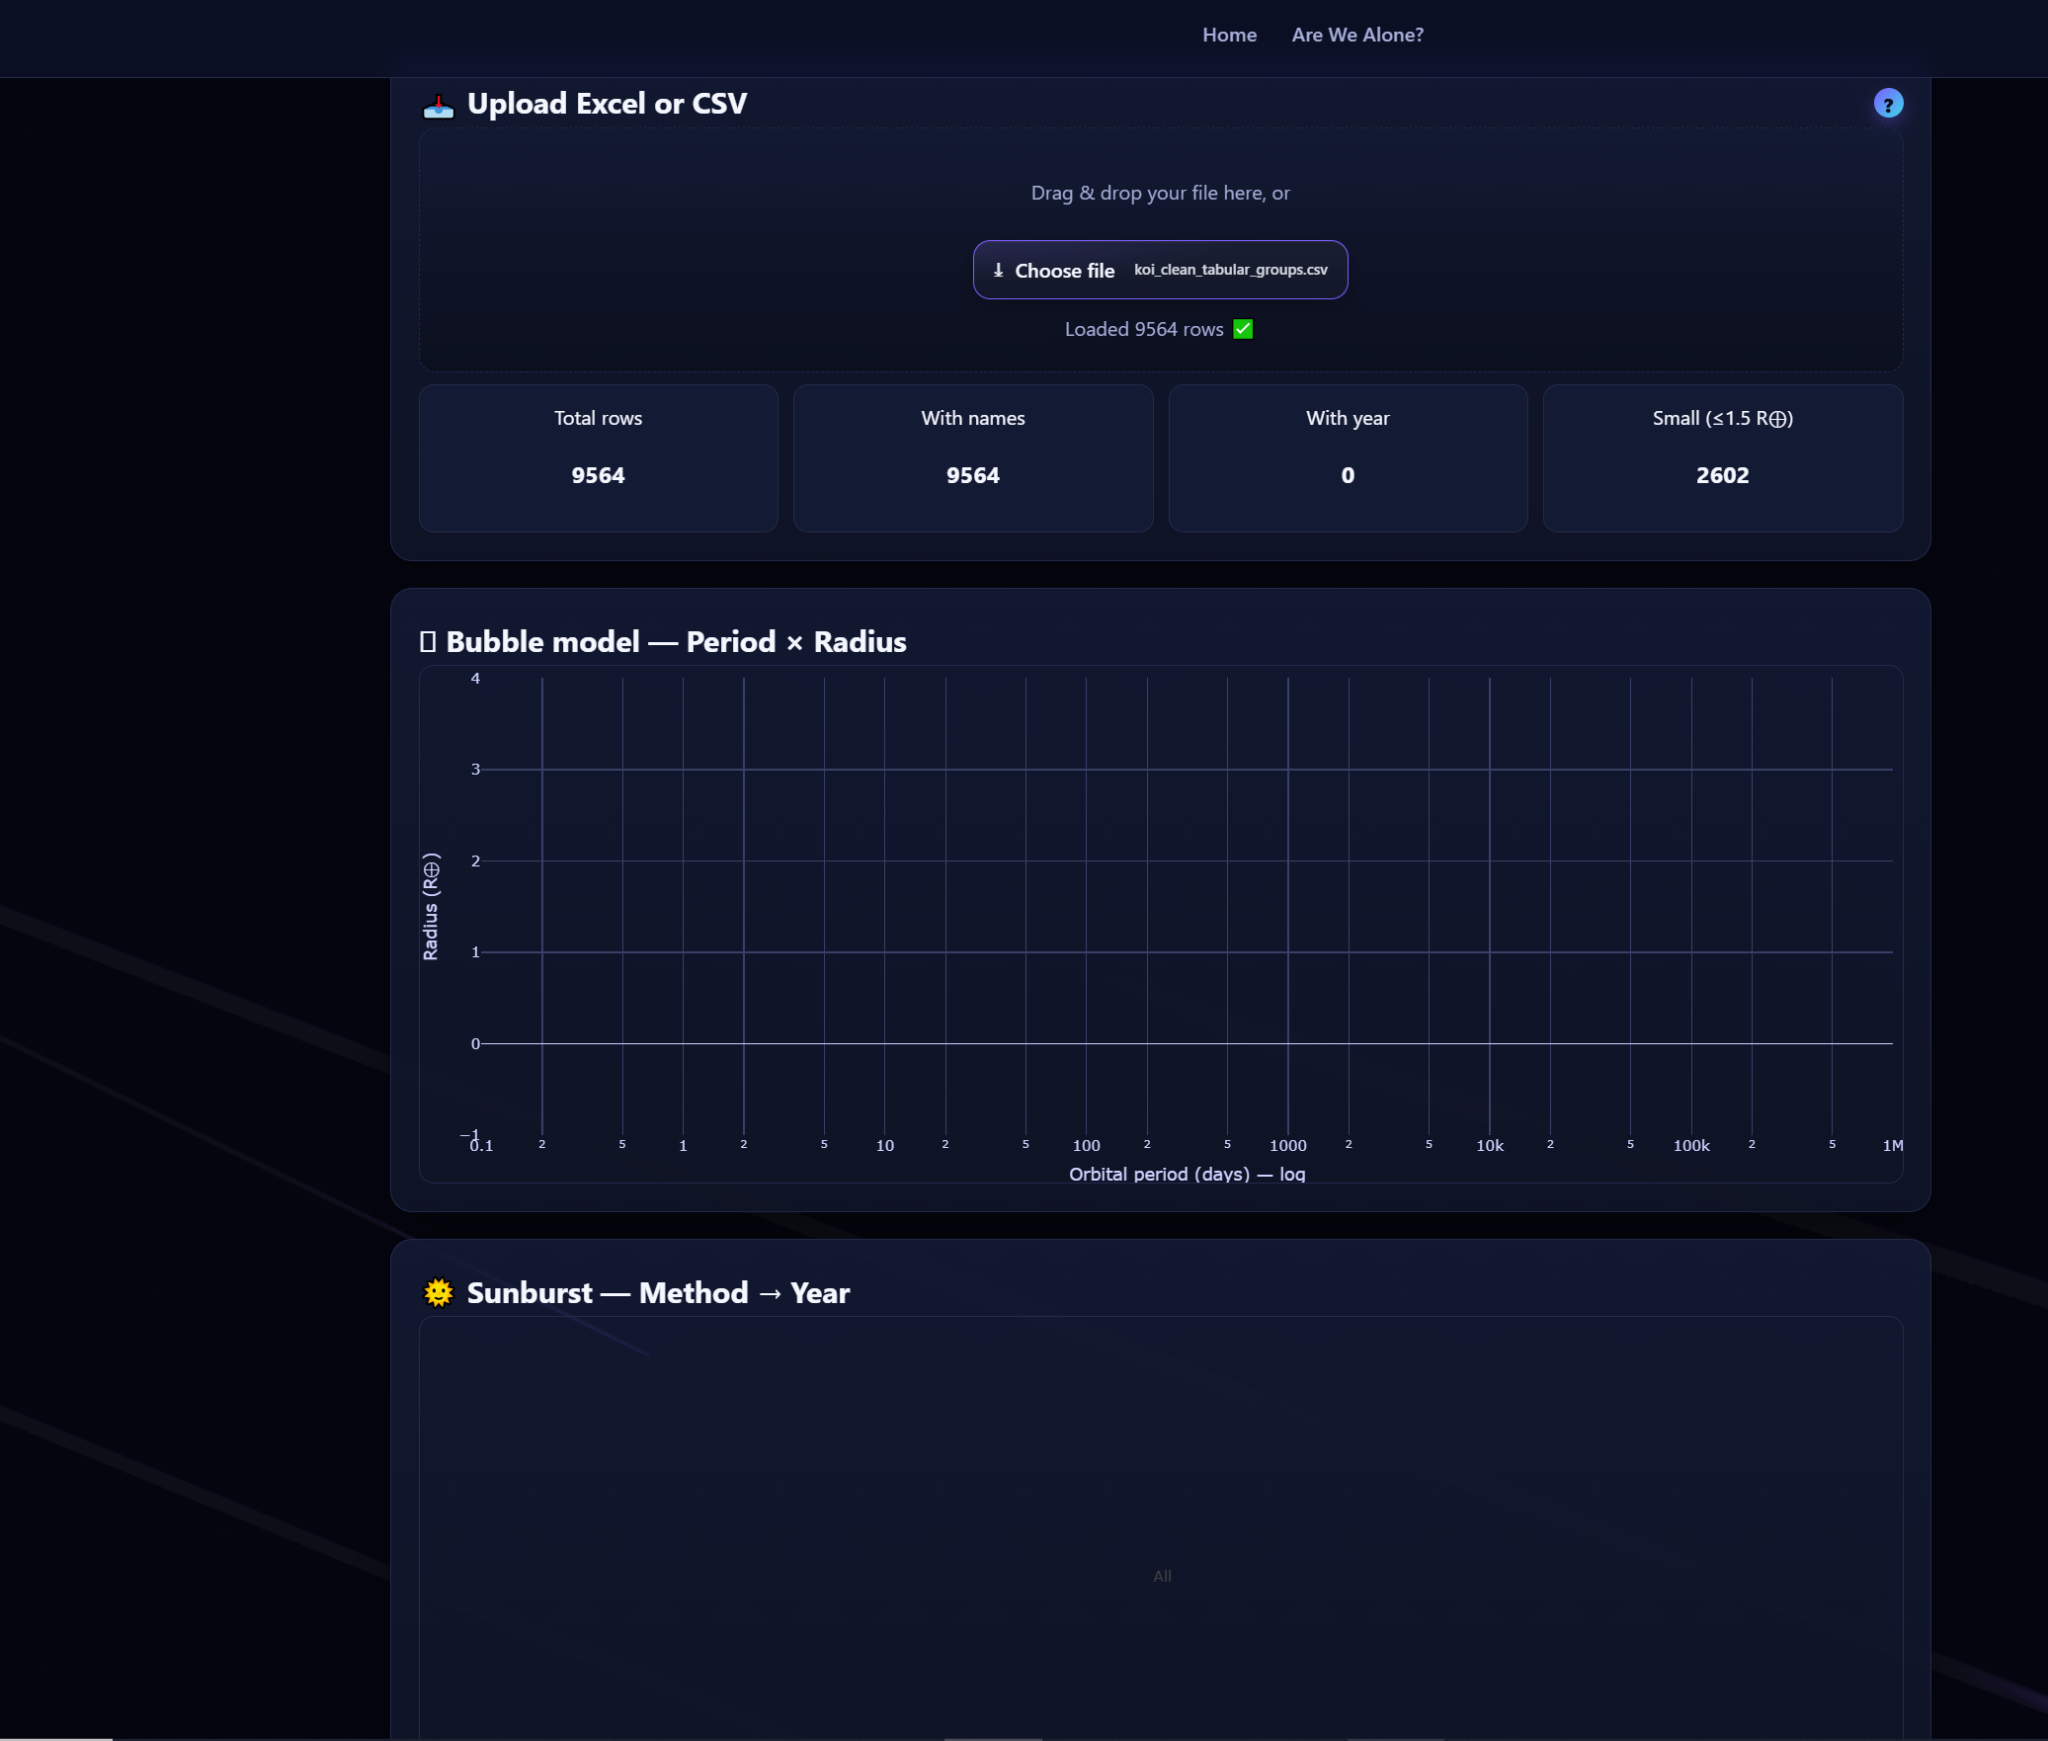 Home Are We Alone?
Upload Excel or CSV
?
Drag & drop your file here, or
⤓ Choose file koi_clean_tabular_groups.csv
Loaded 9564 rows ✅
Total rows With names With year Small (≤1.5 R⊕)
9564 9564 0 2602
Bubble model — Period × Radius
4
3
2
1
0
−1
Radius (R⊕)
0.1 2 5 1 2 5 10 2 5 100 2 5 1000 2 5 10k 2 5 100k 2 5 1M
Orbital period (days) — log
🌞 Sunburst — Method → Year
All